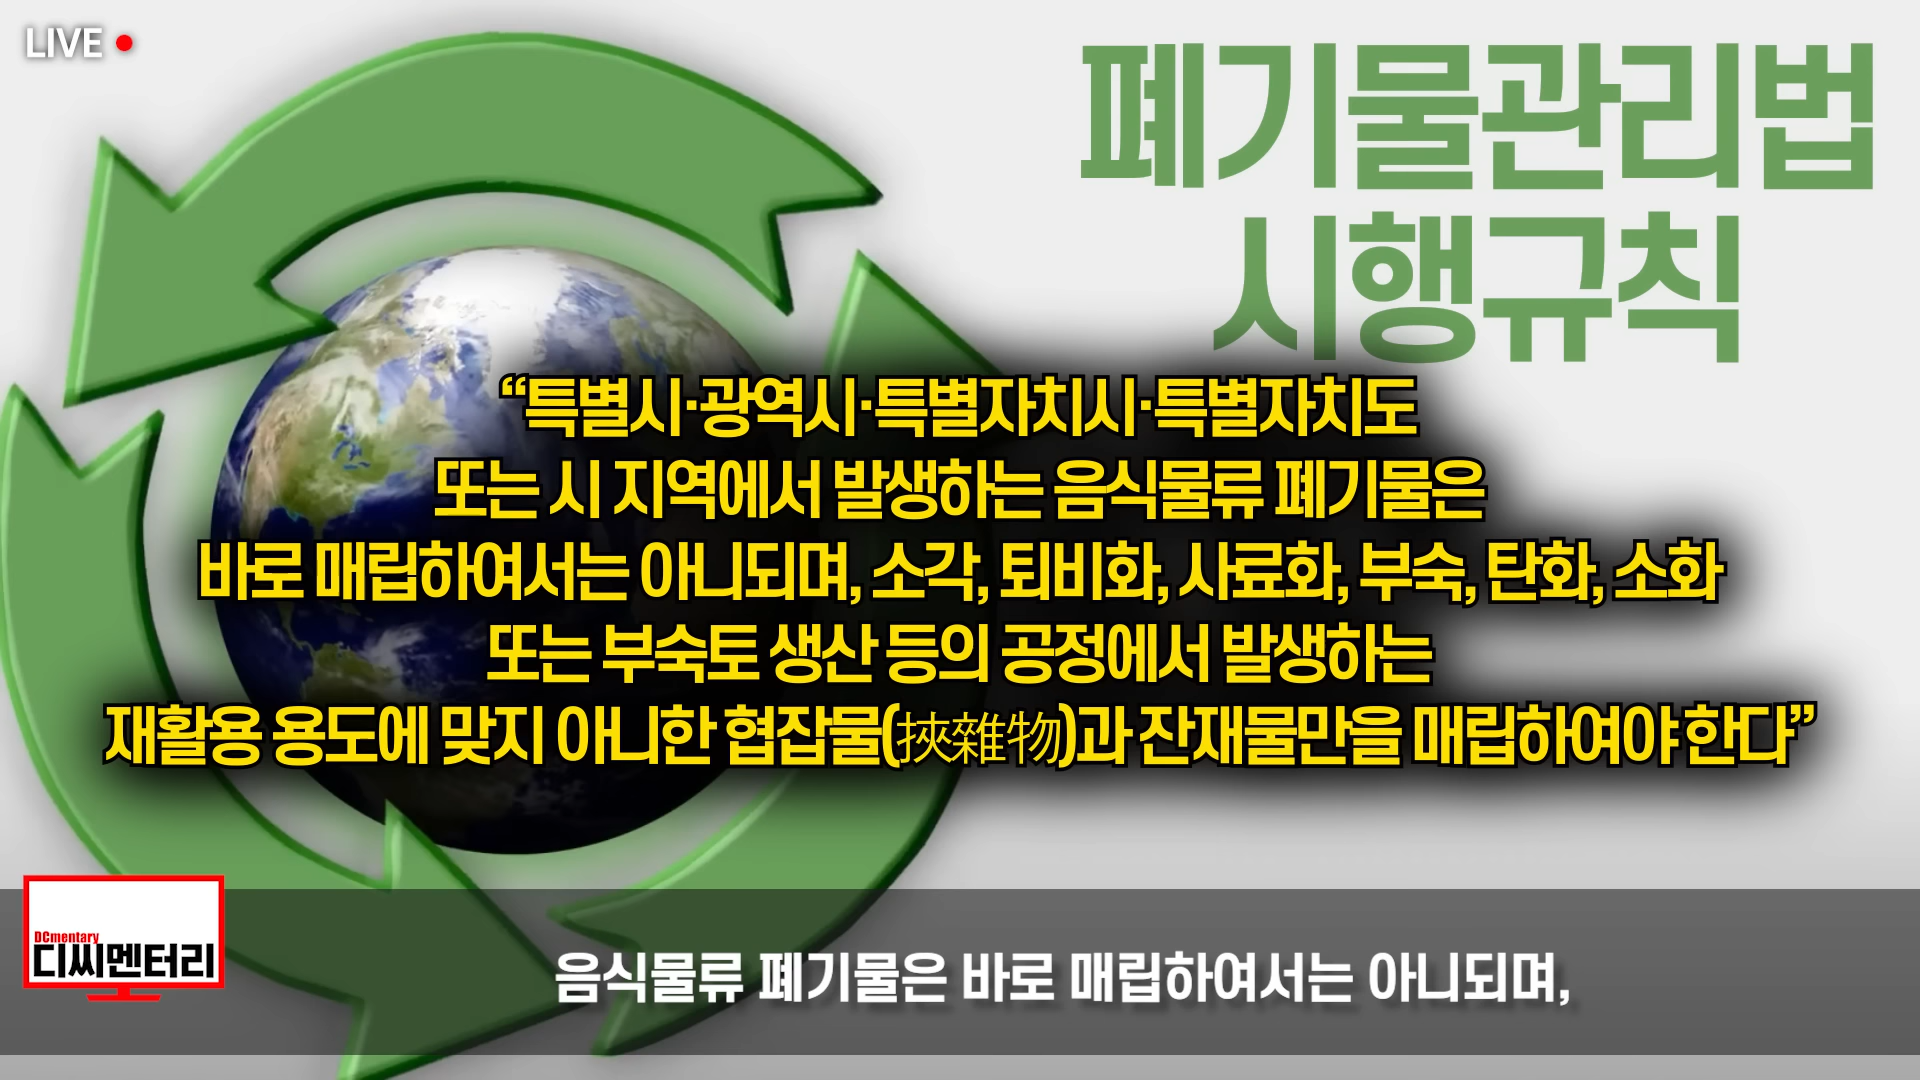 LIVE
폐기물관리법
시행규칙
“특별시·광역시·특별자치시·특별자치도
또는 시 지역에서 발생하는 음식물류 폐기물은
바로 매립하여서는 아니되며, 소각, 퇴비화, 사료화, 부숙, 탄화, 소화
또는 부숙토 생산 등의 공정에서 발생하는
재활용 용도에 맞지 아니한 협잡물(挾雜物)과 잔재물만을 매립하여야 한다”
DCmentary
디씨멘터리
음식물류 폐기물은 바로 매립하여서는 아니되며,